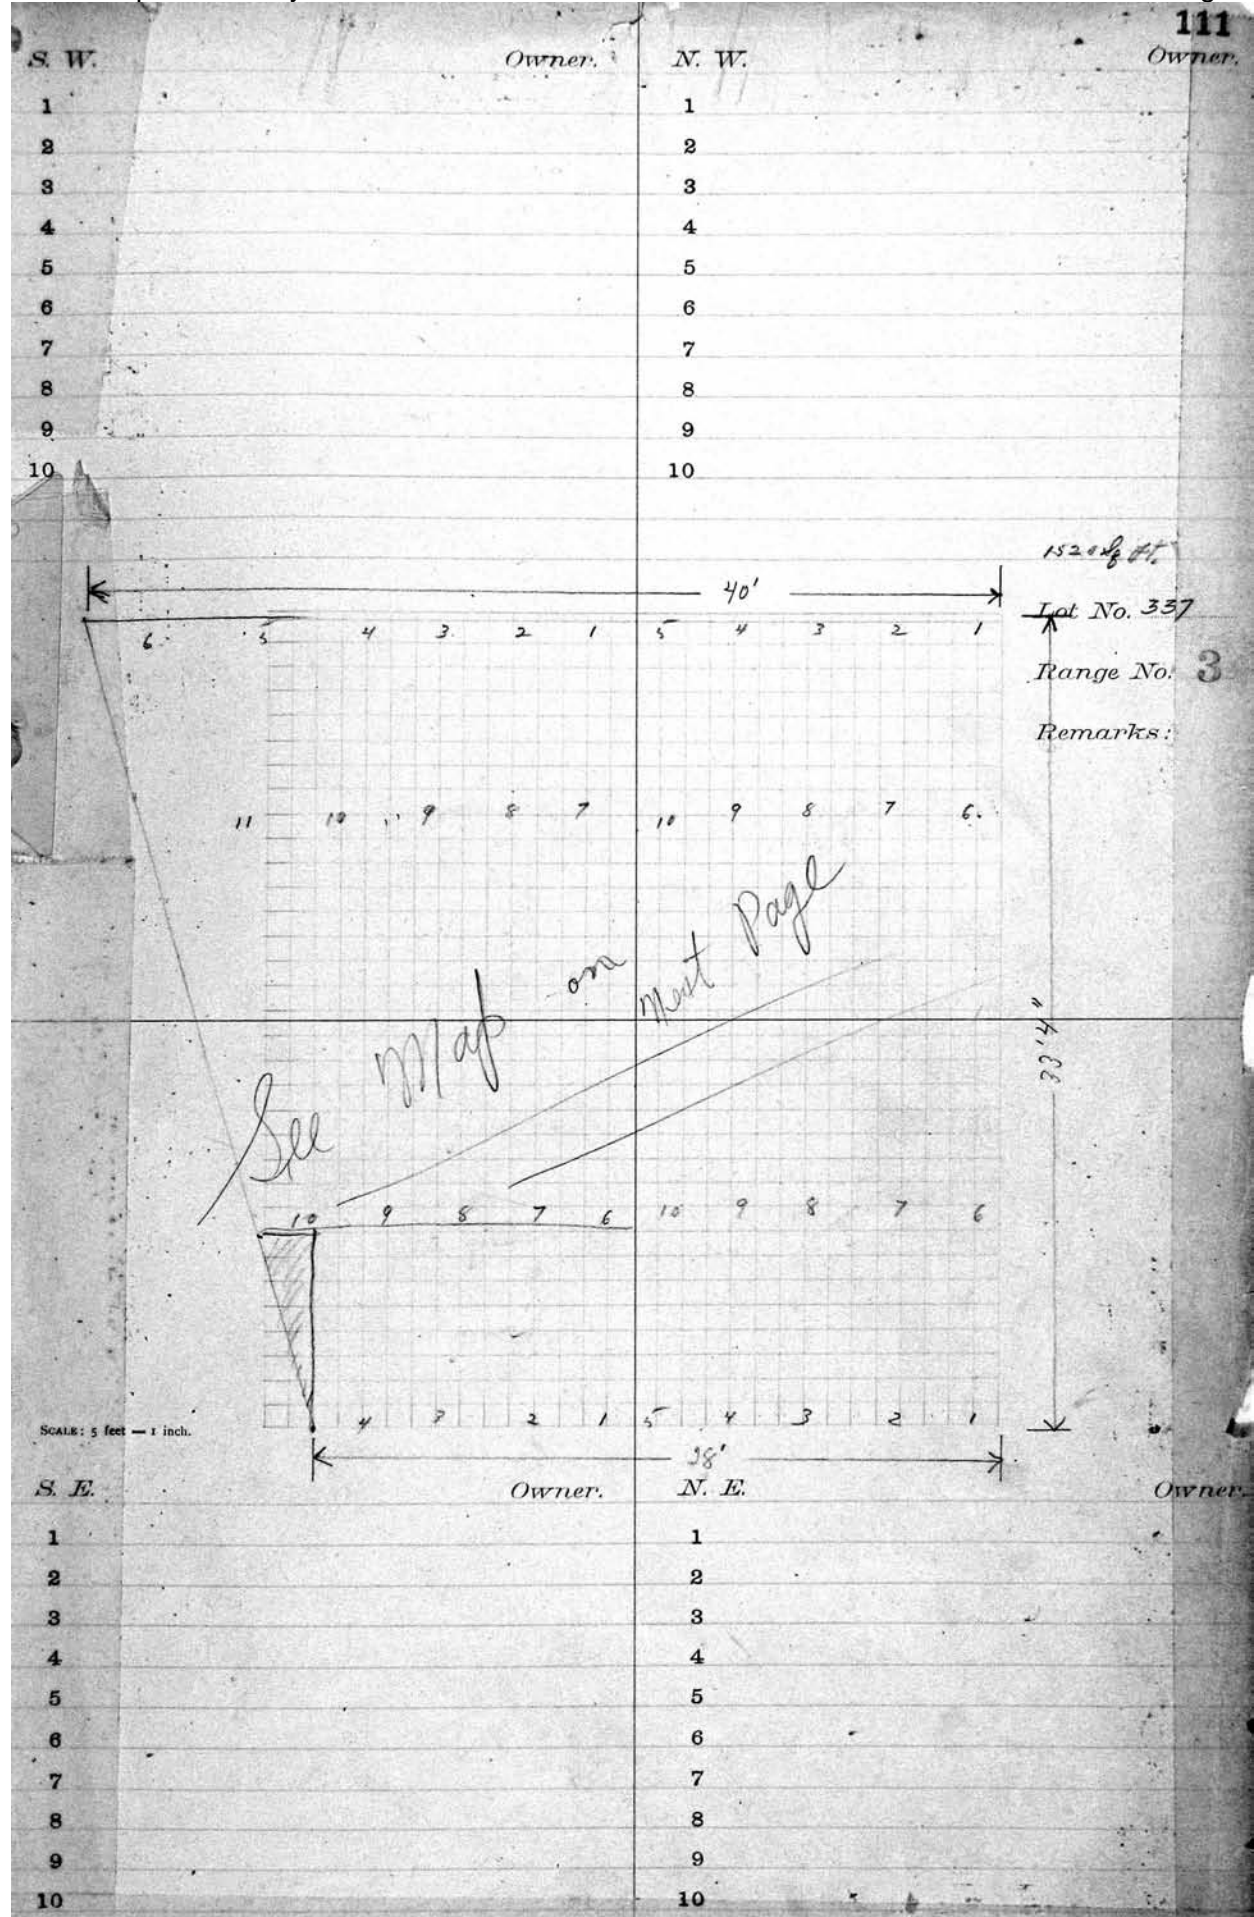 111
S. W. Owner. N. W. Owner.
1 1
2 2
3 3
4 4
5 5
6 6
7 7
8 8
9 9
10 10
Sq ft.
40'
Lot No. 337
6 5 4 3 2 1 5 4 3 2 1
Range No. 3
Remarks:
11 10 9 8 7 10 9 8 7 6
See Map on Next Page
33'4"
10 9 8 7 6 10 9 8 7 6
4 3 2 1 5 4 3 2 1
SCALE: 5 feet — 1 inch.
S. E. Owner. N. E. Owner.
1 1
2 2
3 3
4 4
5 5
6 6
7 7
8 8
9 9
10 10